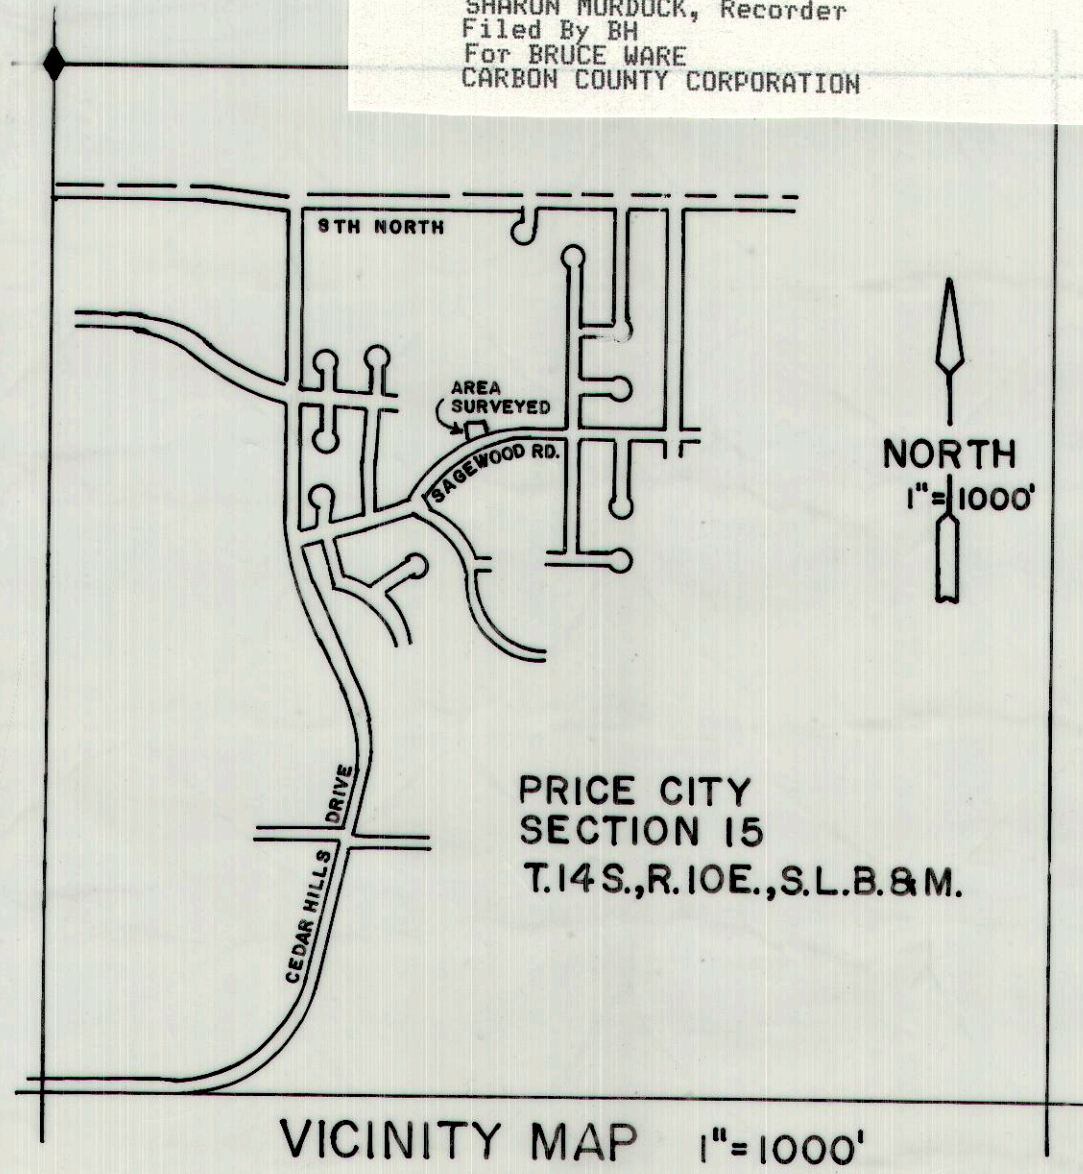 SHARON MURDOCK, Recorder
Filed By BH
For BRUCE WARE
CARBON COUNTY CORPORATION
9TH NORTH
AREA
SURVEYED
SAGEWOOD RD.
NORTH
1"=1000'
PRICE CITY
SECTION 15
T.14S.,R.10E.,S.L.B.&M.
CEDAR HILLS DRIVE
VICINITY MAP 1"=1000'